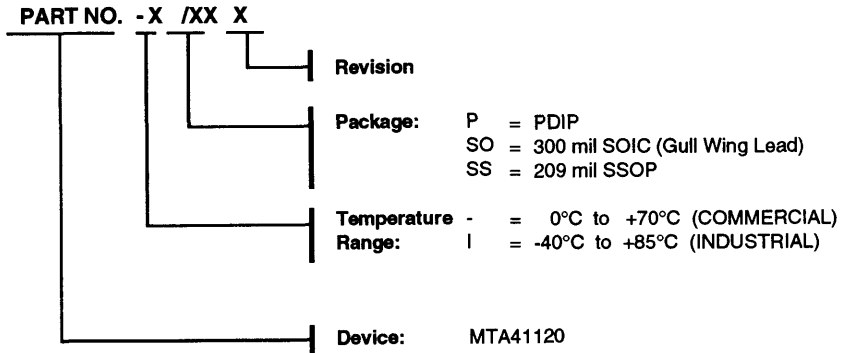 PART NO. -X /XX X
Revision
Package: P = PDIP
SO = 300 mil SOIC (Gull Wing Lead)
SS = 209 mil SSOP
Temperature - = 0°C to +70°C (COMMERCIAL)
Range: I = -40°C to +85°C (INDUSTRIAL)
Device: MTA41120